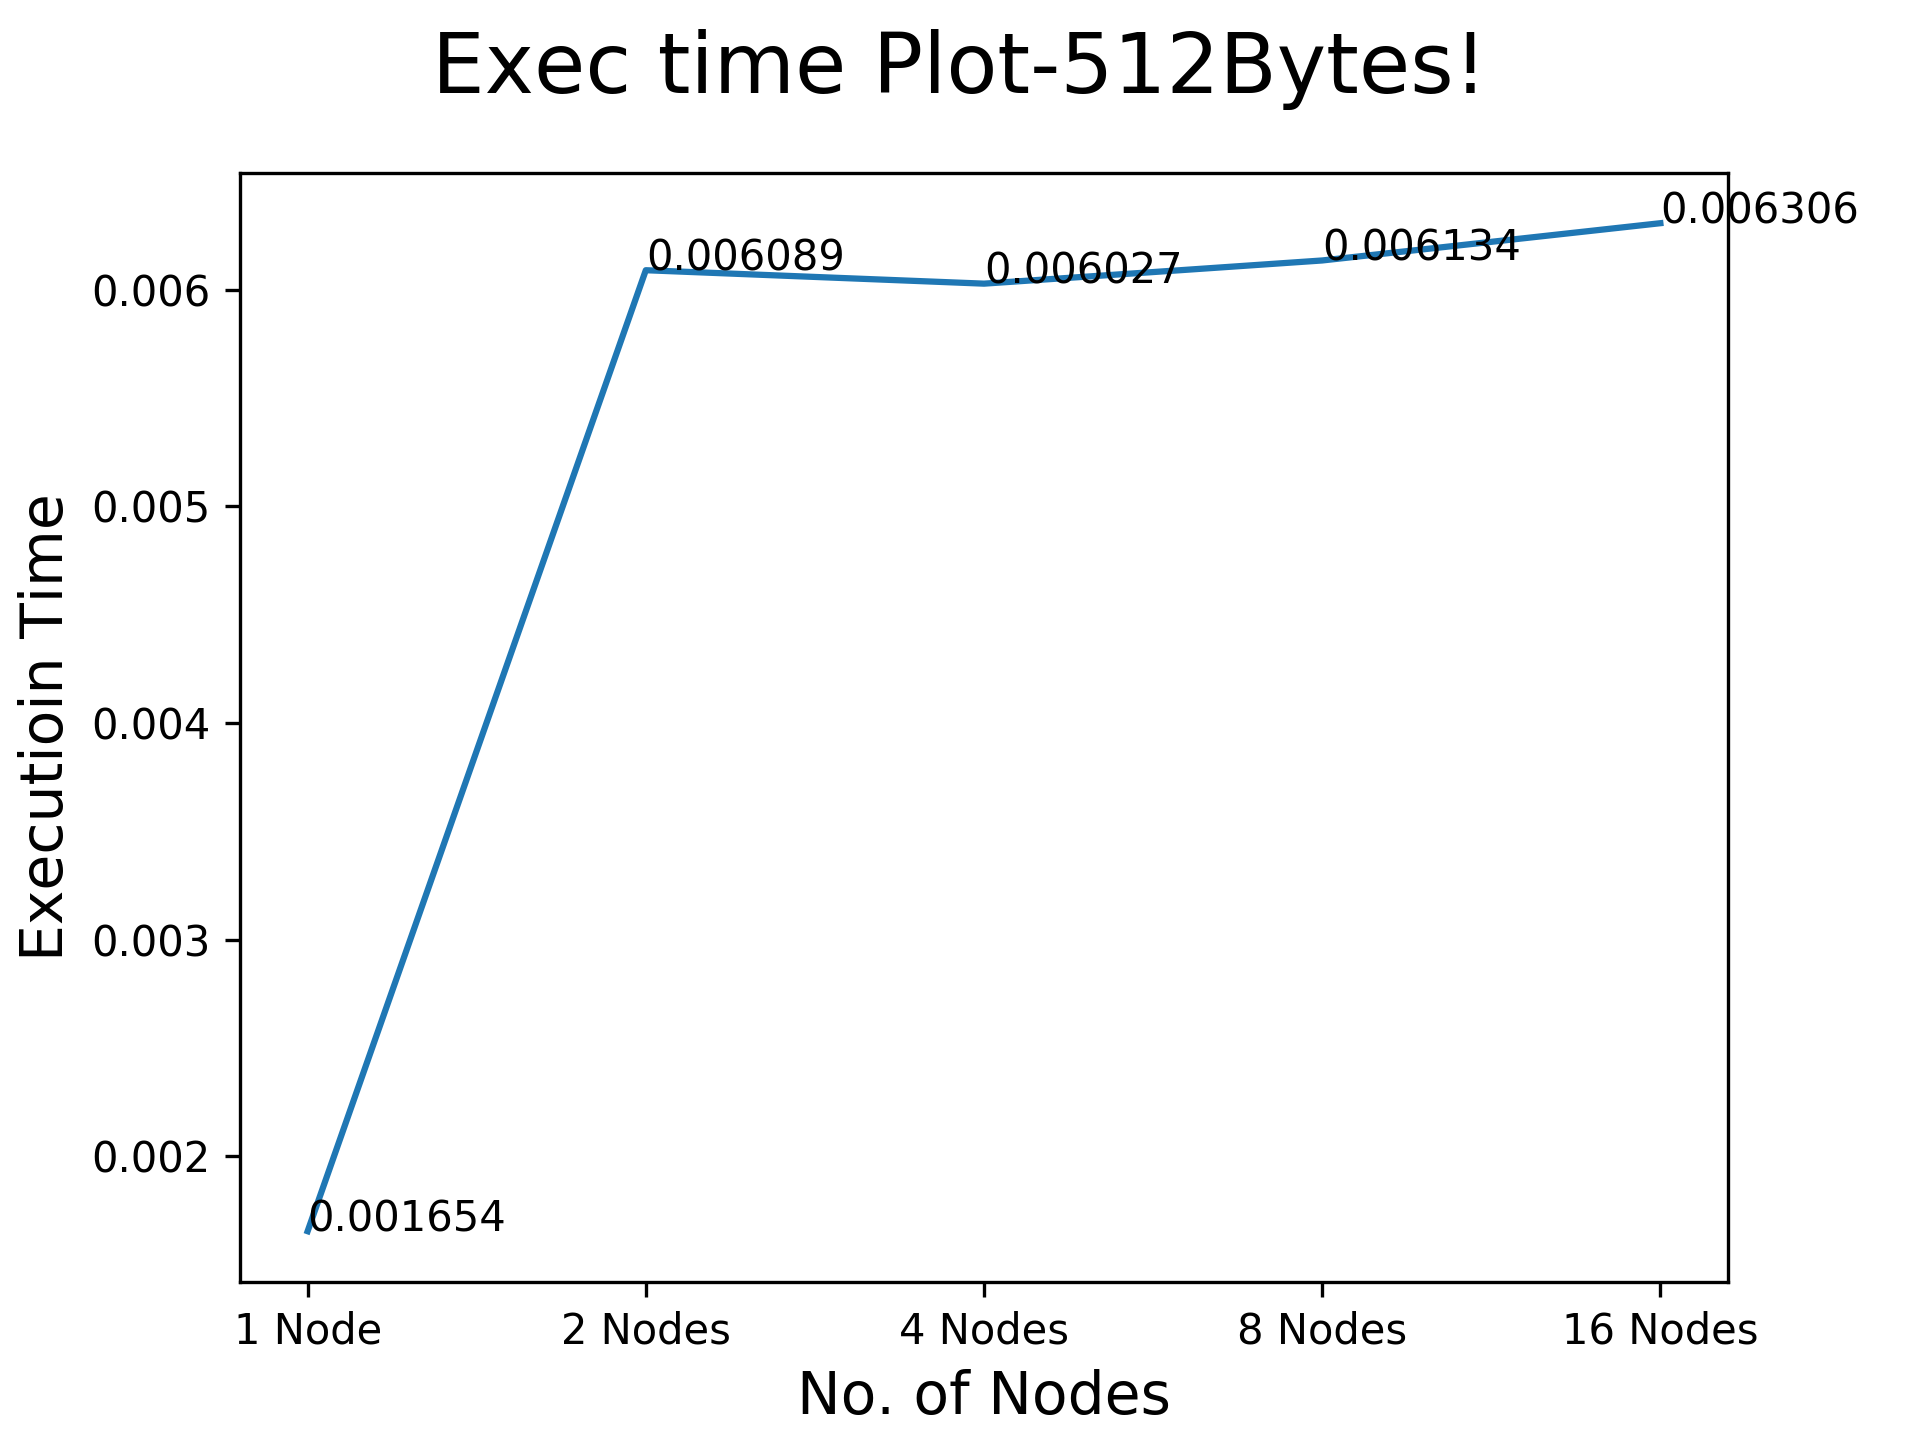 Exec time Plot-512Bytes!
0.006306
0.006134
0.006089
0.006027
0.006
0.005
0.004
0.003
0.002
0.001654
Executioin Time
1 Node 2 Nodes 4 Nodes 8 Nodes 16 Nodes
No. of Nodes